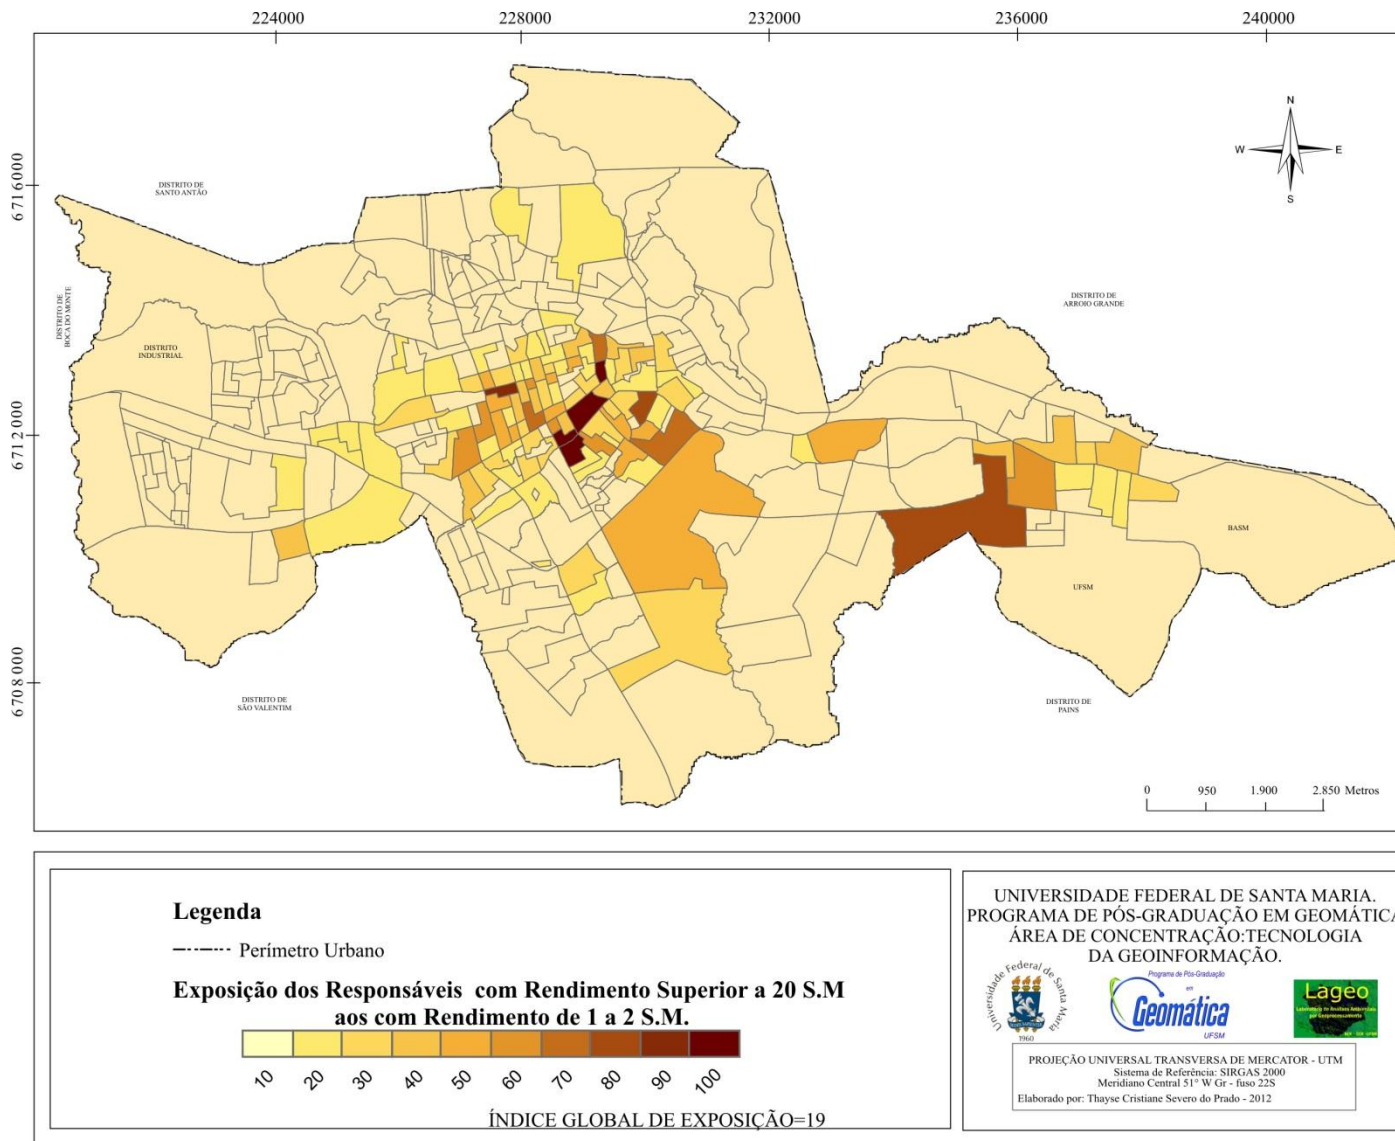 224000
228000
232000
236000
240000
6716000
6712000
6708000
N
W
E
S
DISTRITO DE
SANTO ANTÃO
DISTRITO DE
BOCA DO MONTE
DISTRITO
INDUSTRIAL
DISTRITO DE
ARROIO GRANDE
BASM
UFSM
DISTRITO DE
SÃO VALENTIM
DISTRITO DE
PAINS
0 950 1.900 2.850 Metros
Legenda
Perímetro Urbano
Exposição dos Responsáveis com Rendimento Superior a 20 S.M
aos com Rendimento de 1 a 2 S.M.
10 20 30 40 50 60 70 80 90 100
ÍNDICE GLOBAL DE EXPOSIÇÃO=19
UNIVERSIDADE FEDERAL DE SANTA MARIA.
PROGRAMA DE PÓS-GRADUAÇÃO EM GEOMÁTICA
ÁREA DE CONCENTRAÇÃO:TECNOLOGIA
DA GEOINFORMAÇÃO.
Universidade Federal de Santa Maria
1960
Programa de Pós-Graduação
em
Geomática
UFSM
Lageo
PROJEÇÃO UNIVERSAL TRANSVERSA DE MERCATOR - UTM
Sistema de Referência: SIRGAS 2000
Meridiano Central 51° W Gr - fuso 22S
Elaborado por: Thayse Cristiane Severo do Prado - 2012